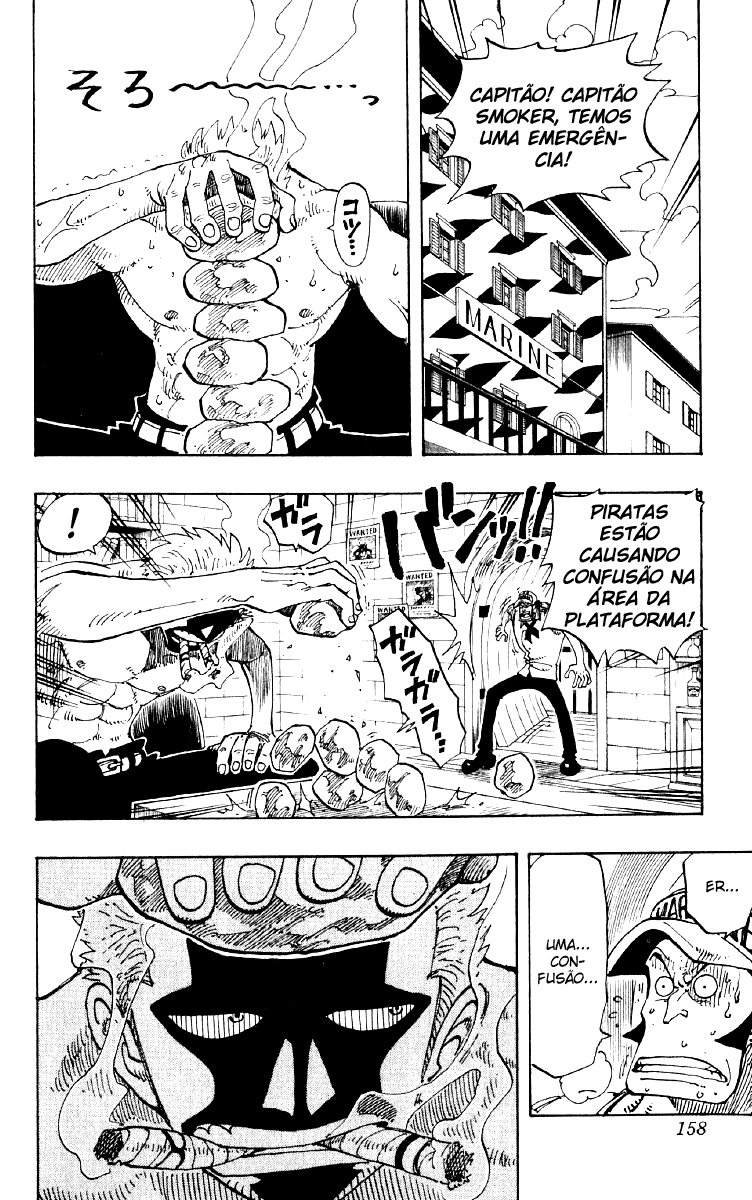 CAPITÃO! CAPITÃO
SMOKER, TEMOS
UMA EMERGÊN-
CIA!
MARINE
そろ〜〜〜…っ
コツ…
PIRATAS
ESTÃO
CAUSANDO
CONFUSÃO NA
ÁREA DA
PLATAFORMA!
バンッ!!
WANTED
WANTED
WANTED
ガラ
ガラガラ…
!
ER...
MAR
UMA...
CON-
FUSÃO...
158